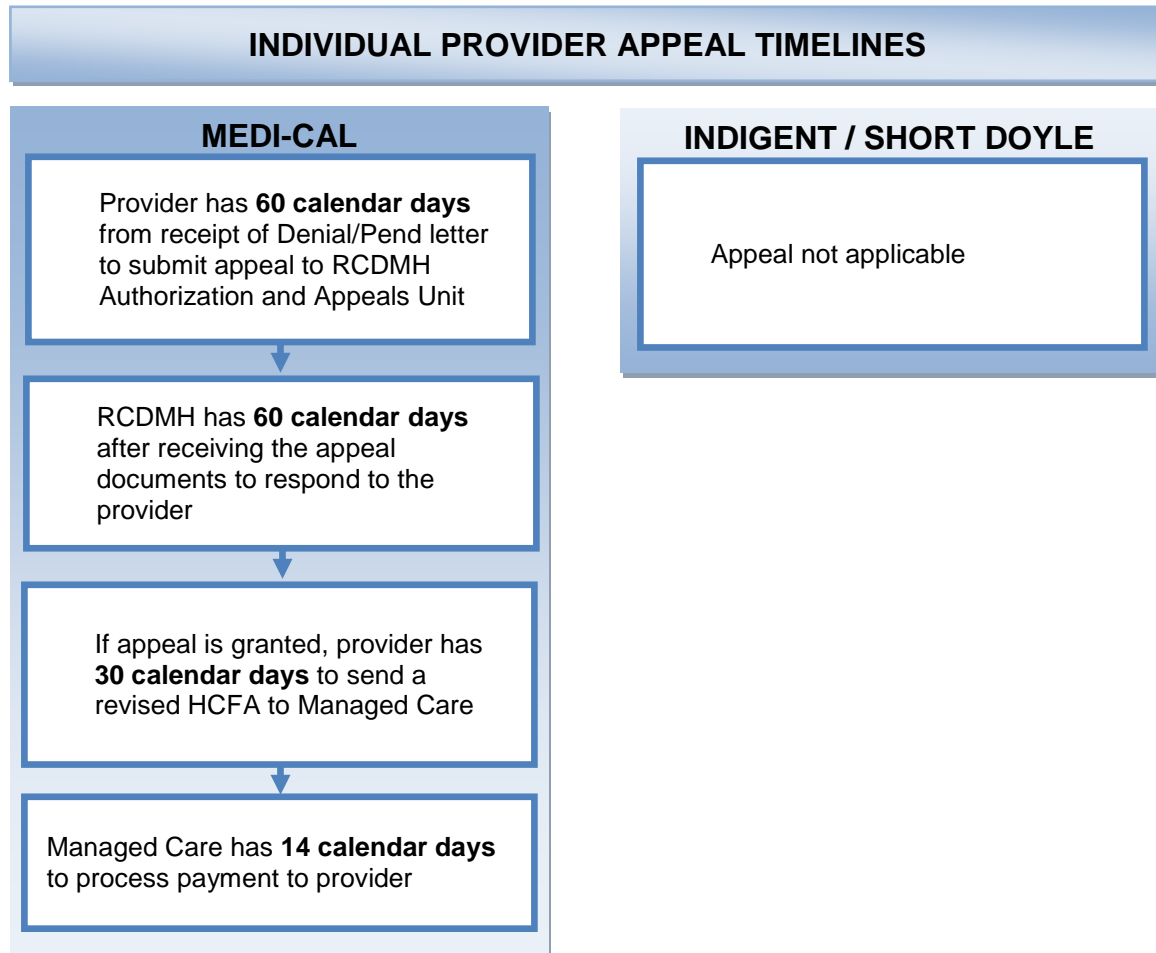 INDIVIDUAL PROVIDER APPEAL TIMELINES
MEDI-CAL
Provider has 60 calendar days
from receipt of Denial/Pend letter
to submit appeal to RCDMH
Authorization and Appeals Unit
RCDMH has 60 calendar days
after receiving the appeal
documents to respond to the
provider
If appeal is granted, provider has
30 calendar days to send a
revised HCFA to Managed Care
Managed Care has 14 calendar days
to process payment to provider
INDIGENT / SHORT DOYLE
Appeal not applicable